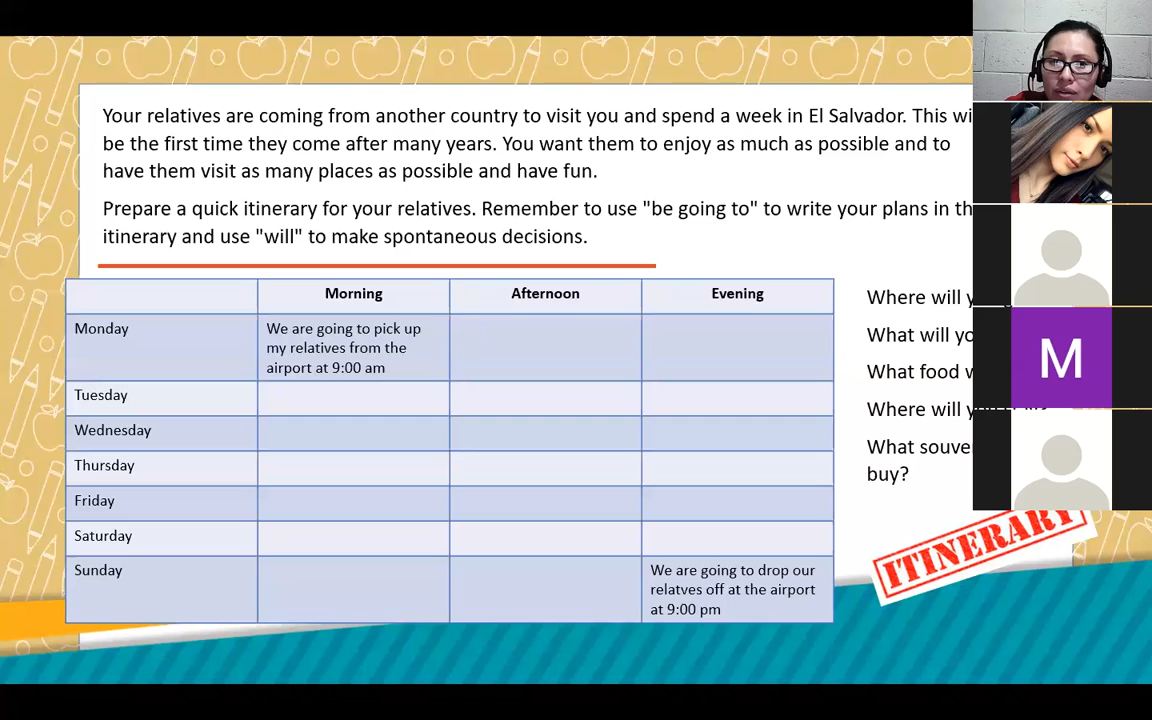 Your relatives are coming from another country to visit you and spend a week in El Salvador. This
be the first time they come after many years. You want them to enjoy as much as possible and to
have them visit as many places as possible and have fun.
Prepare a quick itinerary for your relatives. Remember to use "be going to" to write your plans in
itinerary and use "will" to make spontaneous decisions.
Morning Afternoon Evening
Monday
We are going to pick up
my relatives from the
airport at 9:00 am
Tuesday
Wednesday
Thursday
Friday
Saturday
Sunday
We are going to drop our
relatves off at the airport
at 9:00 pm
Where will
What will
What food
Where will
What
buy?
ITINERARY
M